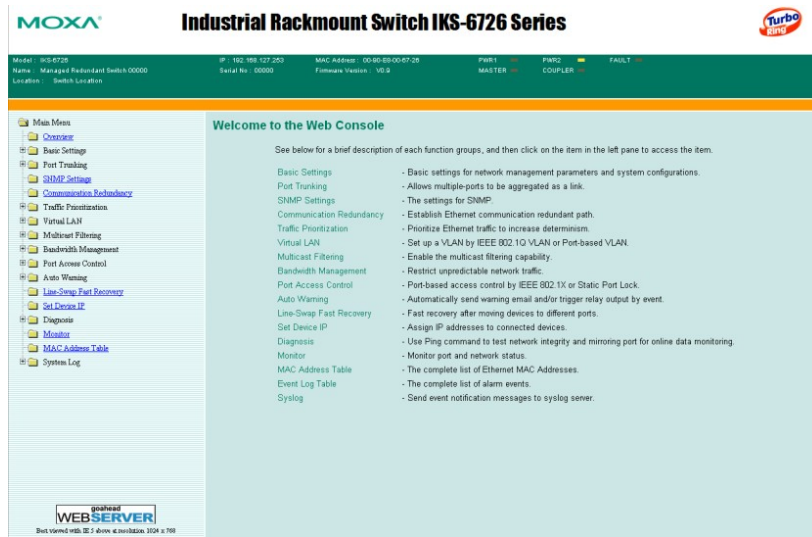 MOXA®
Industrial Rackmount Switch IKS-6726 Series
Turbo Ring
Model : IKS-6726
IP : 192.168.127.253
MAC Address : 00-90-E8-00-67-26
PWR1
PWR2
FAULT
Name : Managed Redundant Switch 00000
Serial No : 00000
Firmware Version : V0.9
MASTER
COUPLER
Location : Switch Location
Main Menu
Overview
Basic Settings
Port Trunking
SNMP Settings
Communication Redundancy
Traffic Prioritization
Virtual LAN
Multicast Filtering
Bandwidth Management
Port Access Control
Auto Warning
Line-Swap Fast Recovery
Set Device IP
Diagnosis
Monitor
MAC Address Table
System Log
goahead
WEBSERVER
Best viewed with IE 5 above at resolution 1024 x 768
Welcome to the Web Console
See below for a brief description of each function groups, and then click on the item in the left pane to access the item.
Basic Settings - Basic settings for network management parameters and system configurations.
Port Trunking - Allows multiple-ports to be aggregated as a link.
SNMP Settings - The settings for SNMP.
Communication Redundancy - Establish Ethernet communication redundant path.
Traffic Prioritization - Prioritize Ethernet traffic to increase determinism.
Virtual LAN - Set up a VLAN by IEEE 802.1Q VLAN or Port-based VLAN.
Multicast Filtering - Enable the multicast filtering capability.
Bandwidth Management - Restrict unpredictable network traffic.
Port Access Control - Port-based access control by IEEE 802.1X or Static Port Lock.
Auto Warning - Automatically send warning email and/or trigger relay output by event.
Line-Swap Fast Recovery - Fast recovery after moving devices to different ports.
Set Device IP - Assign IP addresses to connected devices.
Diagnosis - Use Ping command to test network integrity and mirroring port for online data monitoring.
Monitor - Monitor port and network status.
MAC Address Table - The complete list of Ethernet MAC Addresses.
Event Log Table - The complete list of alarm events.
Syslog - Send event notification messages to syslog server.